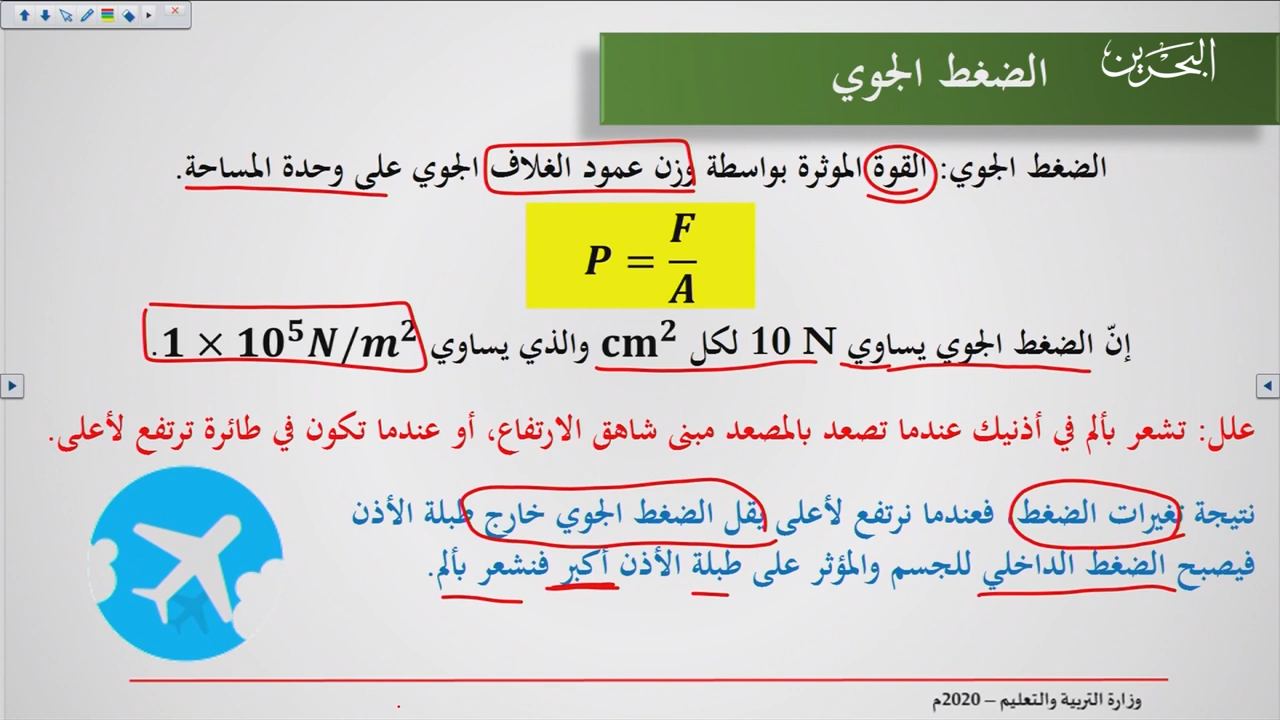 البحرين
الضغط الجوي
الضغط الجوي: القوة الموثرة بواسطة وزن عمود الغلاف الجوي على وحدة المساحة.
P = F/A
إنّ الضغط الجوي يساوي 10 N لكل cm² والذي يساوي 1 × 10⁵ N/m².
علل: تشعر بألم في أذنيك عندما تصعد بالمصعد مبنى شاهق الارتفاع، أو عندما تكون في طائرة ترتفع لأعلى.
نتيجة تغيرات الضغط، فعندما نرتفع لأعلى يقل الضغط الجوي خارج طبلة الأذن
فيصبح الضغط الداخلي للجسم والمؤثر على طبلة الأذن أكبر فنشعر بألم.
وزارة التربية والتعليم – 2020م